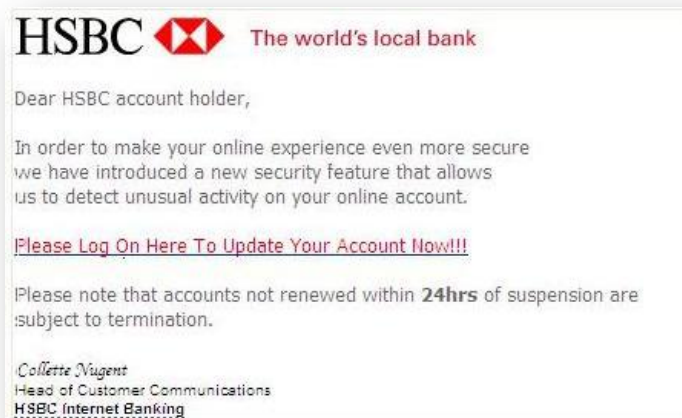 HSBC The world's local bank
Dear HSBC account holder,
In order to make your online experience even more secure
we have introduced a new security feature that allows
us to detect unusual activity on your online account.
Please Log On Here To Update Your Account Now!!!
Please note that accounts not renewed within 24hrs of suspension are
subject to termination.
Collette Nugent
Head of Customer Communications
HSBC Internet Banking